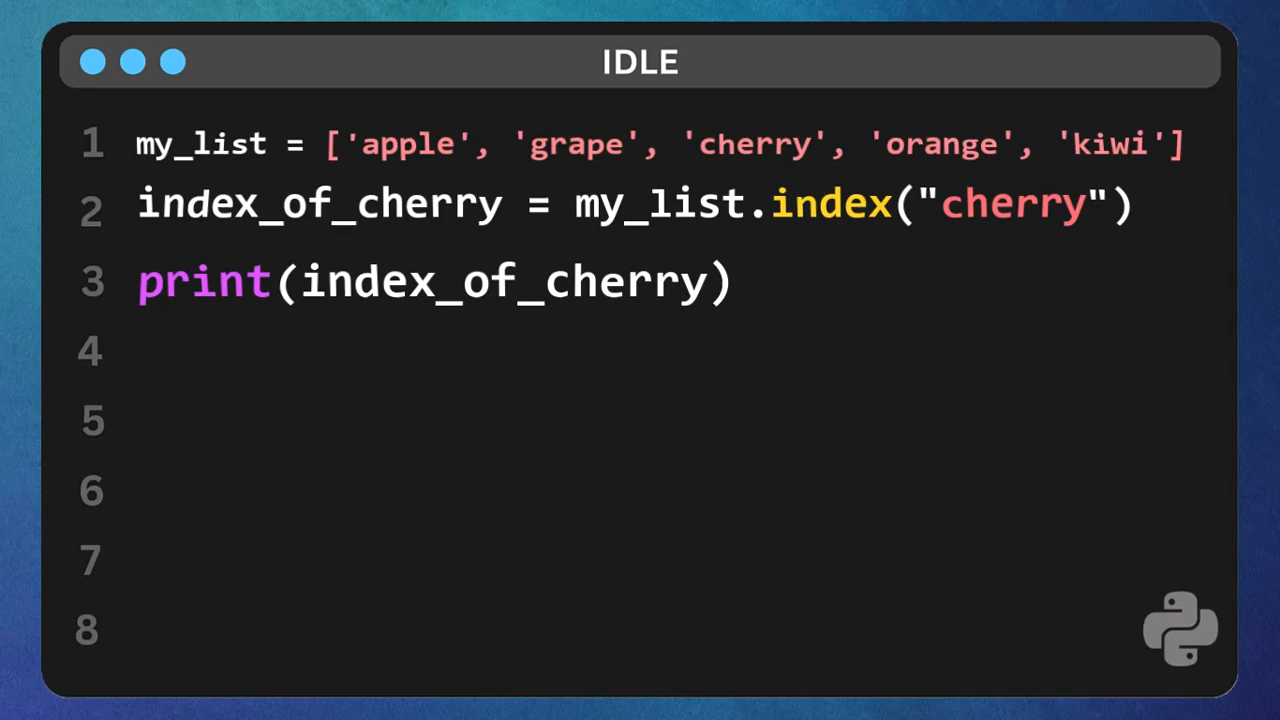 IDLE
1 my_list = ['apple', 'grape', 'cherry', 'orange', 'kiwi']
2 index_of_cherry = my_list.index("cherry")
3 print(index_of_cherry)
4
5
6
7
8